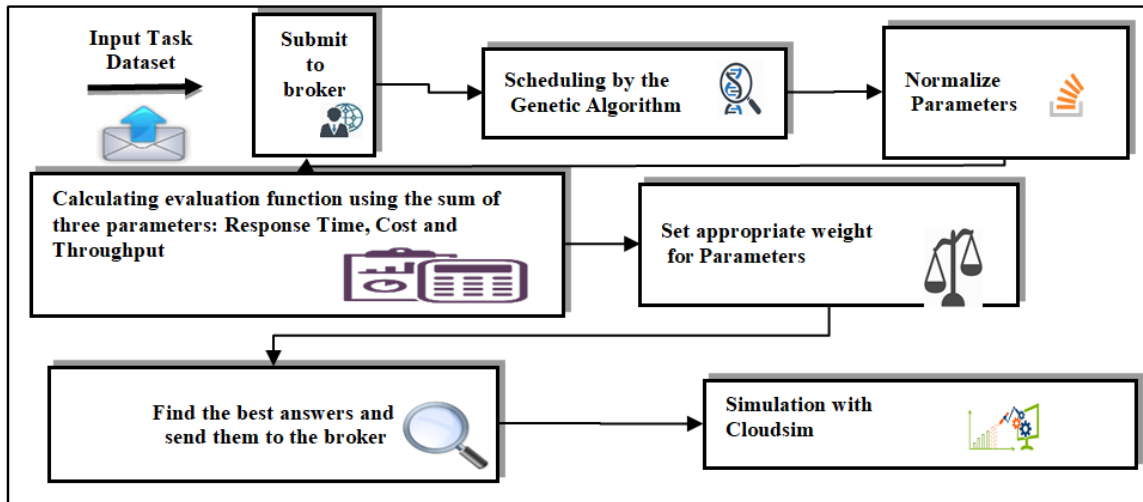 Input Task
Dataset
Submit
to
broker
Scheduling by the
Genetic Algorithm
Normalize
Parameters
Calculating evaluation function using the sum of
three parameters: Response Time, Cost and
Throughput
Set appropriate weight
for Parameters
Find the best answers and
send them to the broker
Simulation with
Cloudsim